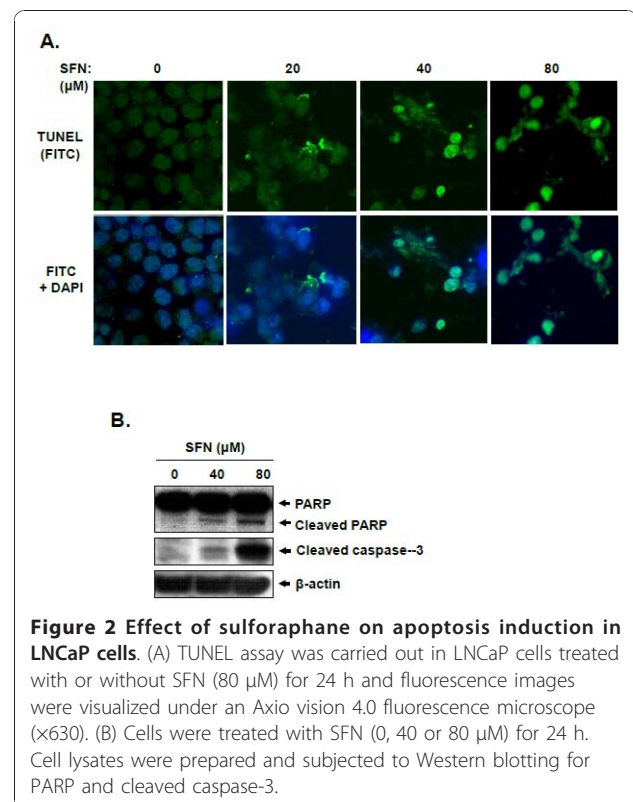 A.
SFN: 0 20 40 80
(µM)
TUNEL
(FITC)
FITC
+ DAPI
B.
SFN (µM)
0 40 80
PARP
Cleaved PARP
Cleaved caspase--3
β-actin
Figure 2 Effect of sulforaphane on apoptosis induction in
LNCaP cells. (A) TUNEL assay was carried out in LNCaP cells treated
with or without SFN (80 µM) for 24 h and fluorescence images
were visualized under an Axio vision 4.0 fluorescence microscope
(×630). (B) Cells were treated with SFN (0, 40 or 80 µM) for 24 h.
Cell lysates were prepared and subjected to Western blotting for
PARP and cleaved caspase-3.